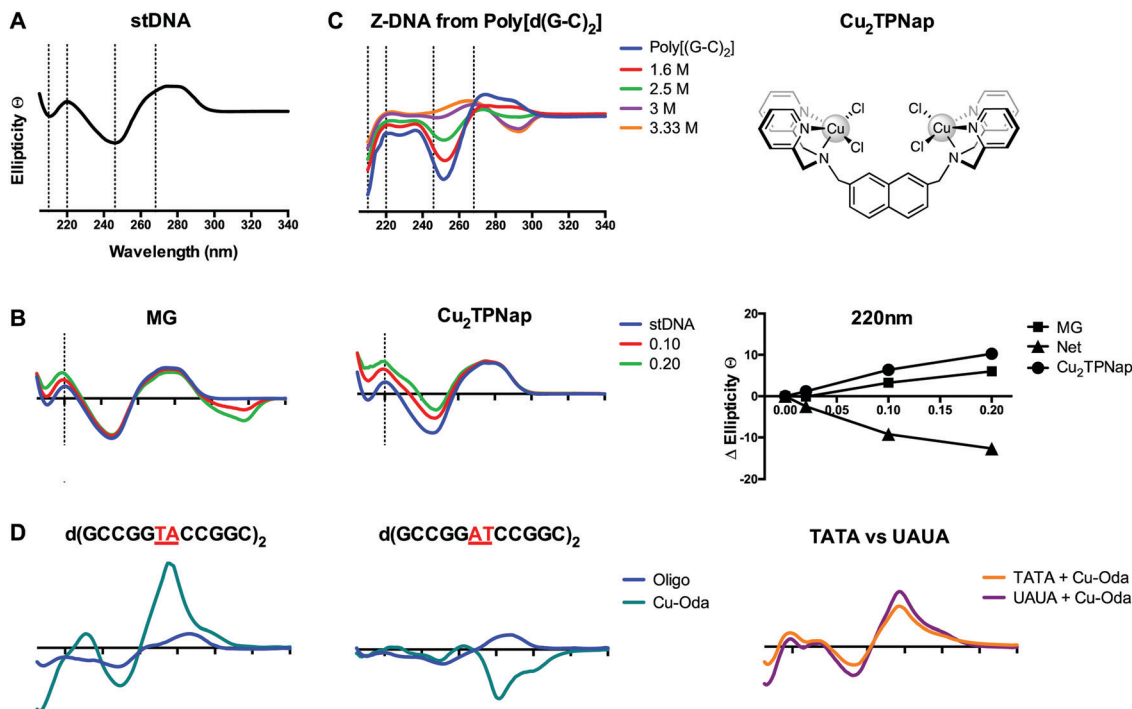 A
stDNA
Ellipticity Θ
220 240 260 280 300 320 340
Wavelength (nm)
C
Z-DNA from Poly[d(G-C)₂]
Poly[(G-C)₂]
1.6 M
2.5 M
3 M
3.33 M
220 240 260 280 300 320 340
Cu₂TPNap
N
N
N
Cu
Cl
Cl
Cl
Cl
Cu
N
N
N
B
MG
Cu₂TPNap
stDNA
0.10
0.20
220nm
Δ Ellipticity Θ
20
10
0
-10
-20
0.00 0.05 0.10 0.15 0.20
MG
Net
Cu₂TPNap
D
d(GCCGGTACCGGC)₂
Oligo
Cu-Oda
d(GCCGGATCCGGC)₂
TATA vs UAUA
TATA + Cu-Oda
UAUA + Cu-Oda